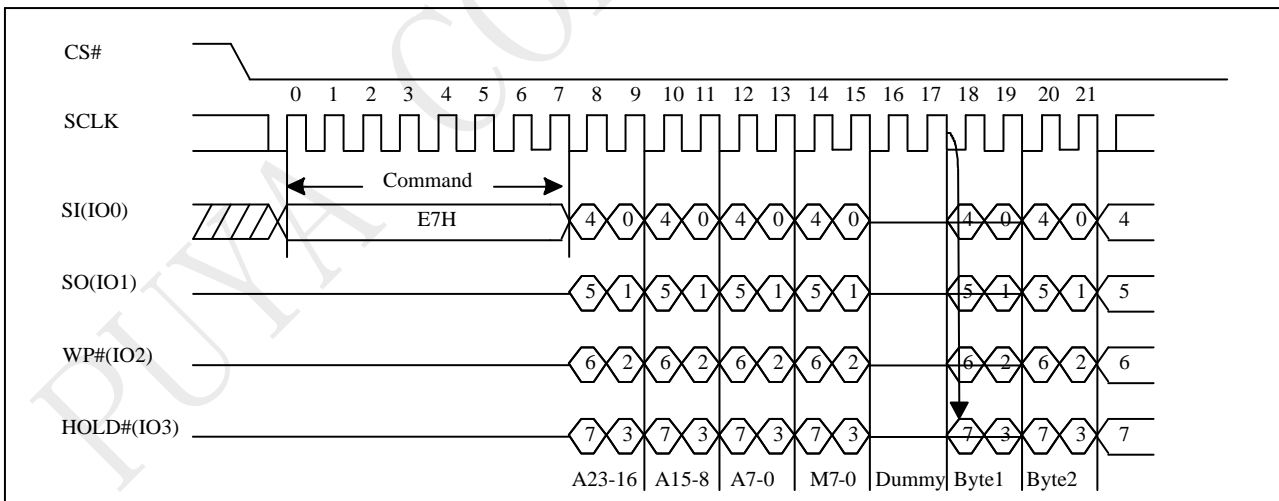 CS#
0 1 2 3 4 5 6 7 8 9 10 11 12 13 14 15 16 17 18 19 20 21
SCLK
Command
SI(IO0) E7H 4 0 4 0 4 0 4 0 4 0 4 0 4
SO(IO1) 5 1 5 1 5 1 5 1 5 1 5 1 5
WP#(IO2) 6 2 6 2 6 2 6 2 6 2 6 2 6
HOLD#(IO3) 7 3 7 3 7 3 7 3 7 3 7 3 7
A23-16 A15-8 A7-0 M7-0 Dummy Byte1 Byte2